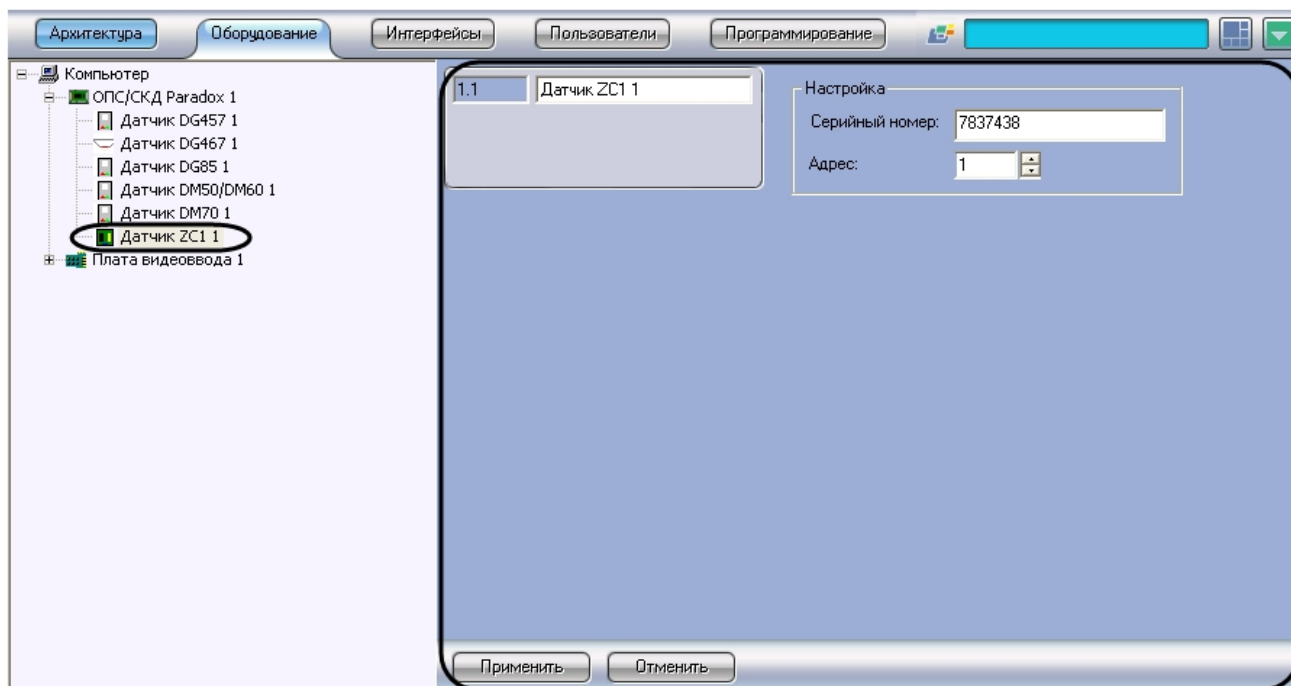 Архитектура Оборудование Интерфейсы Пользователи Программирование
Компьютер
ОПС/СКД Paradox 1
Датчик DG457 1
Датчик DG467 1
Датчик DG85 1
Датчик DM50/DM60 1
Датчик DM70 1
Датчик ZC1 1
Плата видеоввода 1
1.1 Датчик ZC1 1
Настройка
Серийный номер: 7837438
Адрес: 1
Применить Отменить